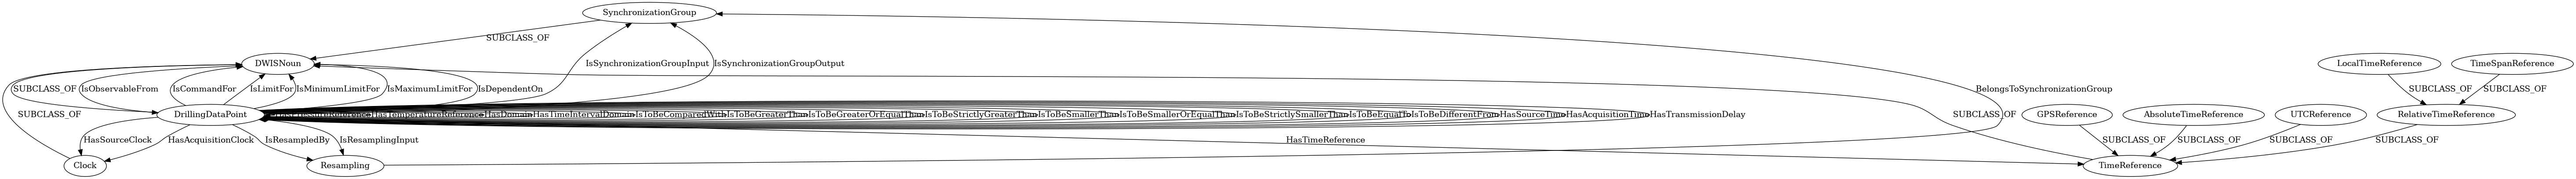 SynchronizationGroup
SUBCLASS_OF
DWISNoun
LocalTimeReference
TimeSpanReference
IsSynchronizationGroupInput
IsSynchronizationGroupOutput
SUBCLASS_OF
IsObservableFrom
IsCommandFor
IsLimitFor
IsMinimumLimitFor
IsMaximumLimitFor
IsDependentOn
BelongsToSynchronizationGroup
SUBCLASS_OF
SUBCLASS_OF
SUBCLASS_OF
SUBCLASS_OF
DrillingDataPoint
HasPressureReference
HasTemperatureReference
HasDomain
HasTimeIntervalDomain
IsToBeComparedWith
IsToBeGreaterThan
IsToBeGreaterOrEqualThan
IsToBeStrictlyGreaterThan
IsToBeSmallerThan
IsToBeSmallerOrEqualThan
IsToBeStrictlySmallerThan
IsToBeEqualTo
IsToBeDifferentFrom
HasSourceTime
HasAcquisitionTime
HasTransmissionDelay
GPSReference
AbsoluteTimeReference
UTCReference
RelativeTimeReference
HasSourceClock
HasAcquisitionClock
IsResampledBy
IsResamplingInput
HasTimeReference
SUBCLASS_OF
SUBCLASS_OF
SUBCLASS_OF
SUBCLASS_OF
Clock
Resampling
TimeReference